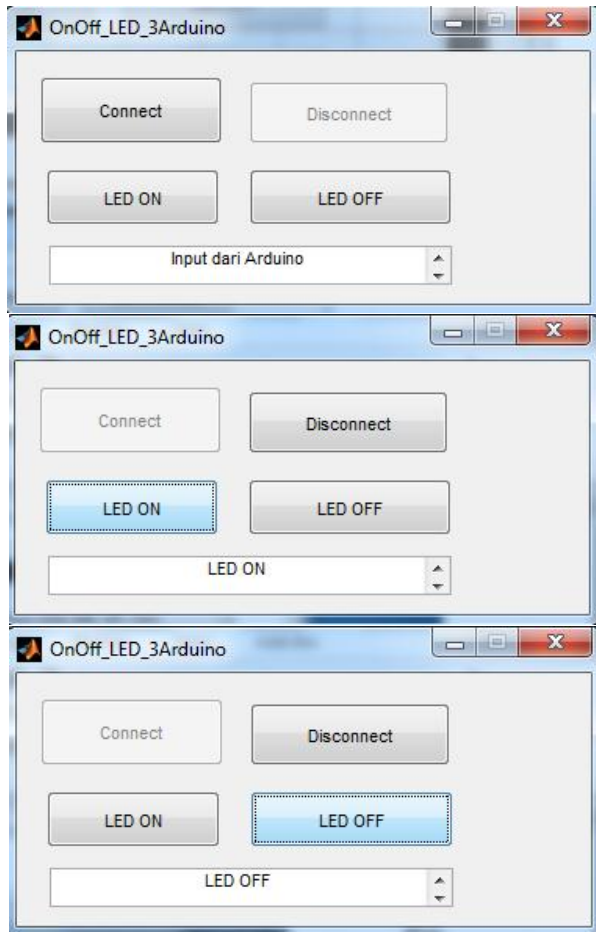 OnOff_LED_3Arduino
Connect Disconnect
LED ON LED OFF
Input dari Arduino
OnOff_LED_3Arduino
Connect Disconnect
LED ON LED OFF
LED ON
OnOff_LED_3Arduino
Connect Disconnect
LED ON LED OFF
LED OFF